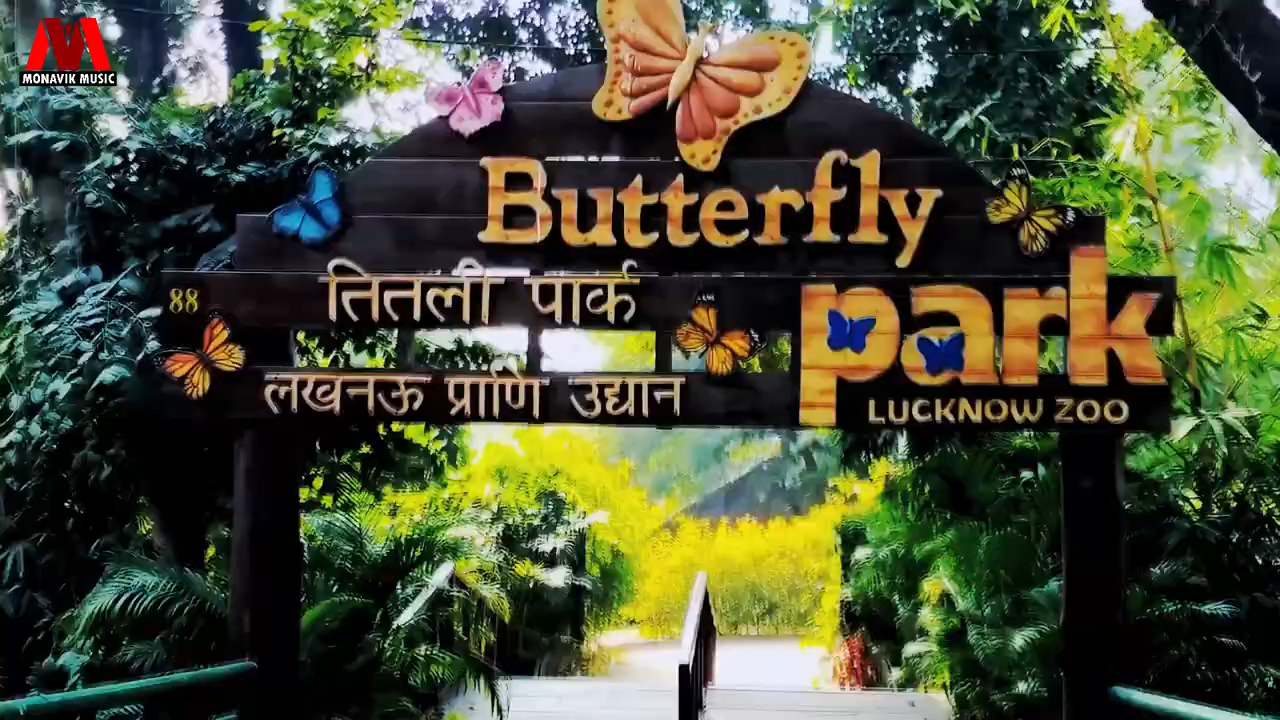 MONAVIK MUSIC
Butterfly
तितली पार्क
park
88
लखनऊ प्राणि उद्यान
LUCKNOW ZOO